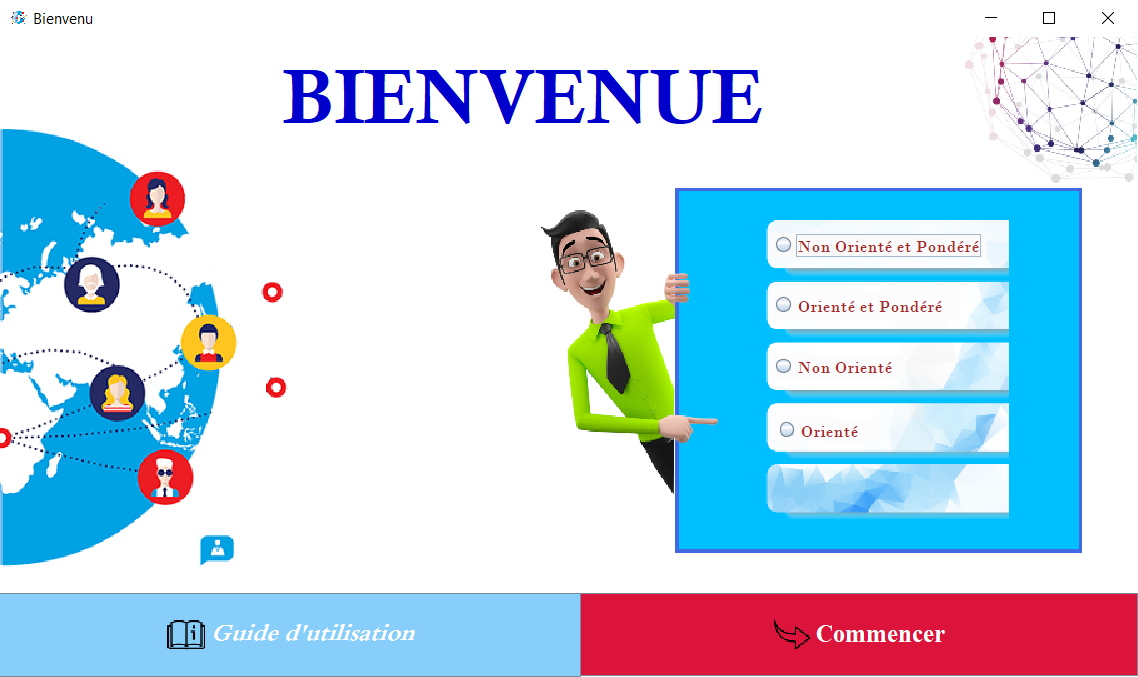 Bienvenu
BIENVENUE
Non Orienté et Pondéré
Orienté et Pondéré
Non Orienté
Orienté
Guide d'utilisation
Commencer